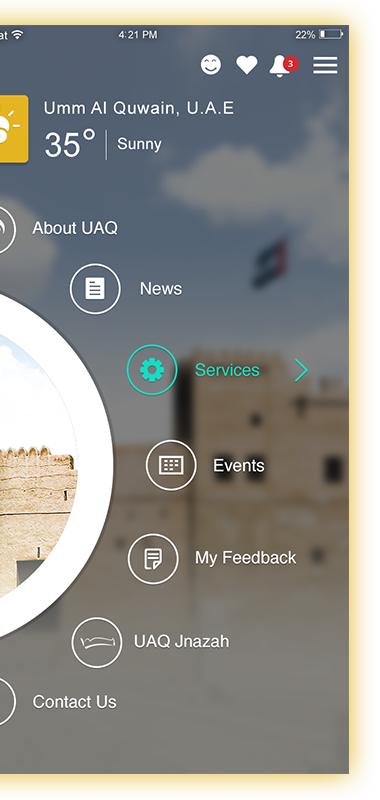 at 4:21 PM 22%
3
Umm Al Quwain, U.A.E
35° Sunny
About UAQ
News
Services
Events
My Feedback
UAQ Jnazah
Contact Us